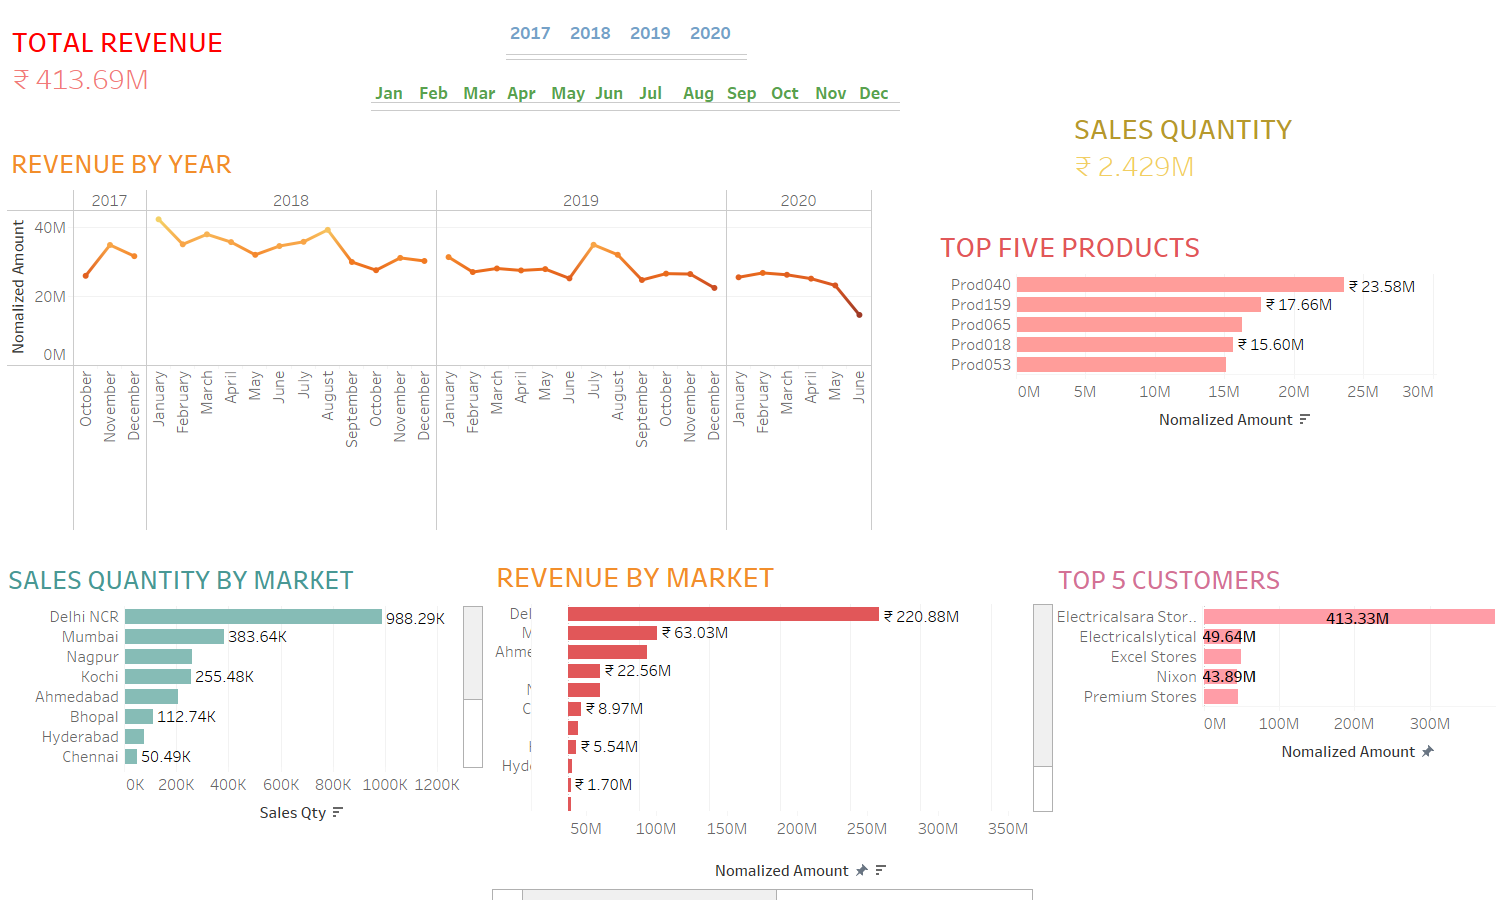 TOTAL REVENUE
₹ 413.69M
2017 2018 2019 2020
Jan Feb Mar Apr May Jun Jul Aug Sep Oct Nov Dec
SALES QUANTITY
₹ 2.429M
REVENUE BY YEAR
2017 2018 2019 2020
Nomalized Amount
40M
20M
0M
October November December January February March April May June July August September October November December January February March April May June July August September October November December January February March April May June
TOP FIVE PRODUCTS
Prod040 ₹ 23.58M
Prod159 ₹ 17.66M
Prod065
Prod018 ₹ 15.60M
Prod053
0M 5M 10M 15M 20M 25M 30M
Nomalized Amount
SALES QUANTITY BY MARKET
Delhi NCR 988.29K
Mumbai 383.64K
Nagpur
Kochi 255.48K
Ahmedabad
Bhopal 112.74K
Hyderabad
Chennai 50.49K
0K 200K 400K 600K 800K 1000K 1200K
Sales Qty
REVENUE BY MARKET
Del ₹ 220.88M
M ₹ 63.03M
Ahme
₹ 22.56M
₹ 8.97M
₹ 5.54M
Hyd
₹ 1.70M
50M 100M 150M 200M 250M 300M 350M
Nomalized Amount
TOP 5 CUSTOMERS
Electricalsara Stor.. 413.33M
Electricalslytical 49.64M
Excel Stores
Nixon 43.89M
Premium Stores
0M 100M 200M 300M
Nomalized Amount